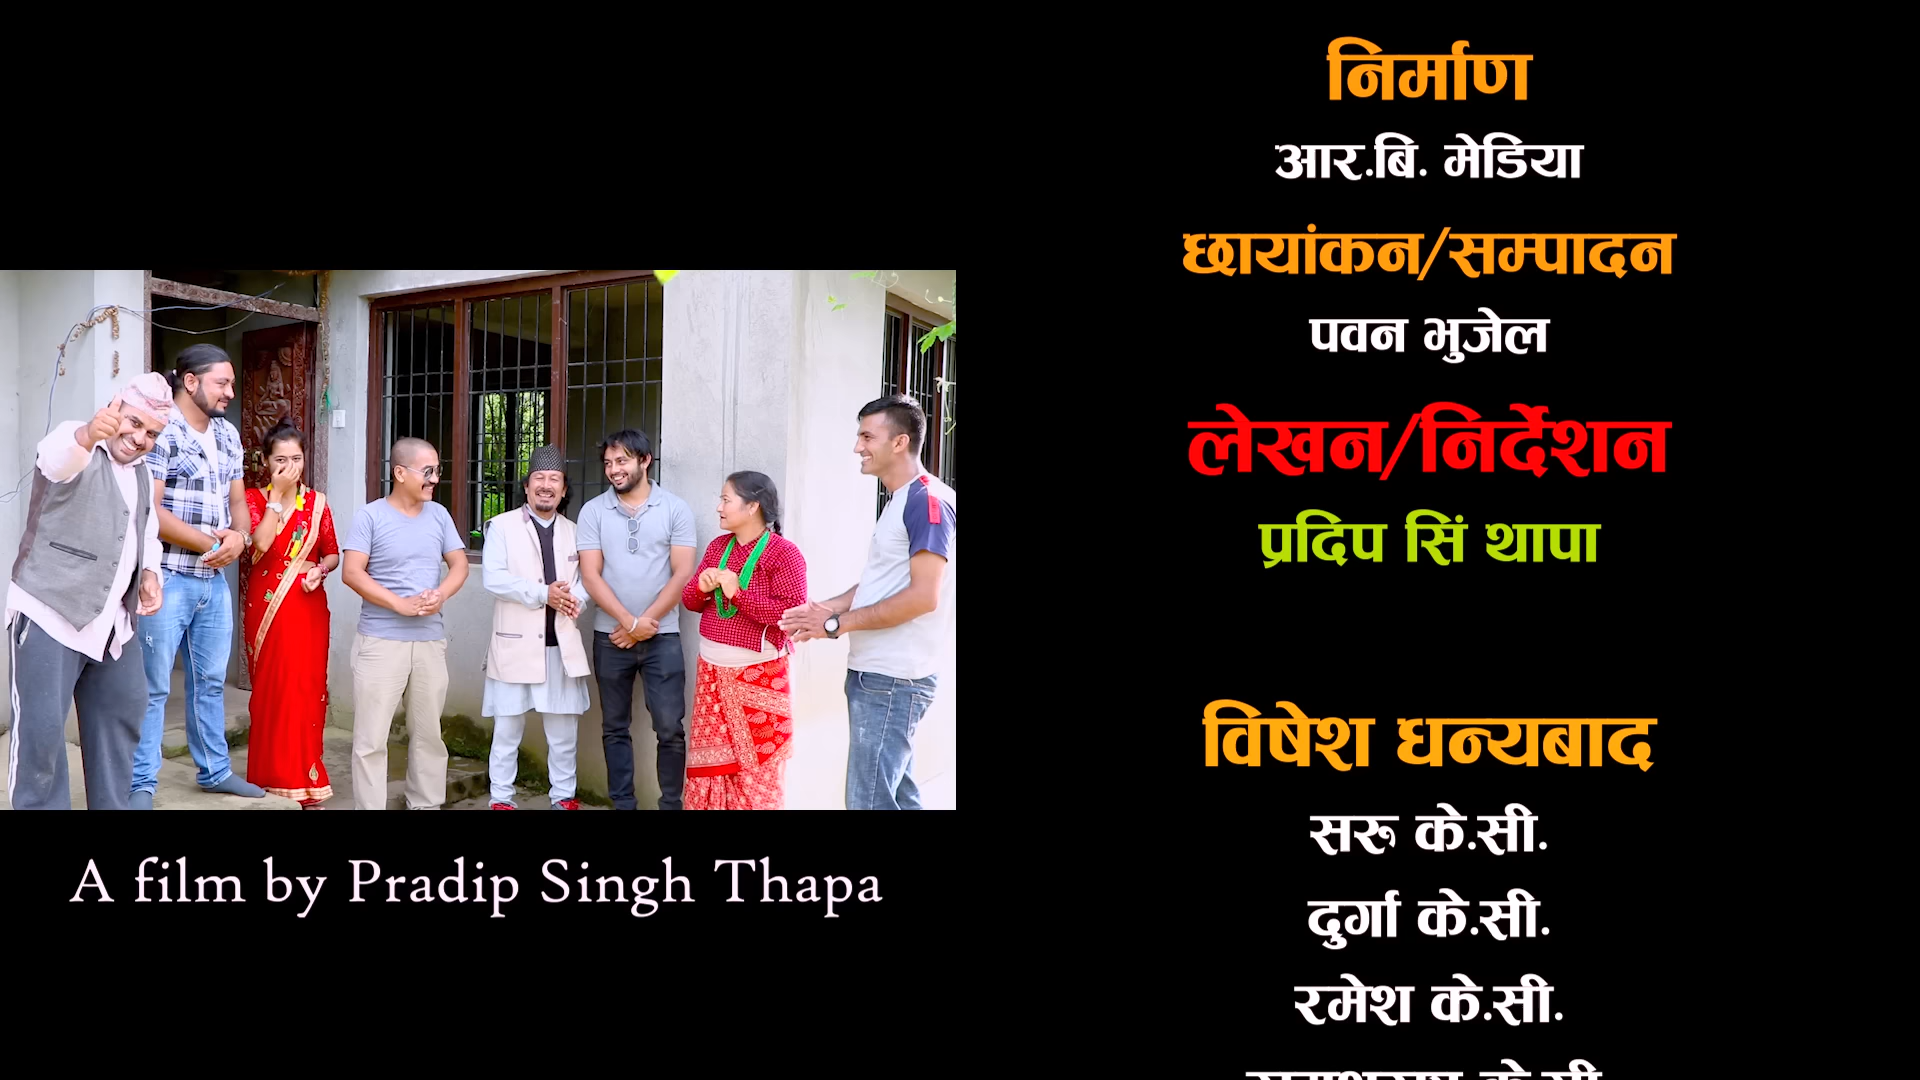 A film by Pradip Singh Thapa
निर्माण
आर.बि. मेडिया
छायांकन/सम्पादन
पवन भुजेल
लेखन/निर्देशन
प्रदिप सिं थापा
विषेश धन्यबाद
सरु के.सी.
दुर्गा के.सी.
रमेश के.सी.
के.सी.